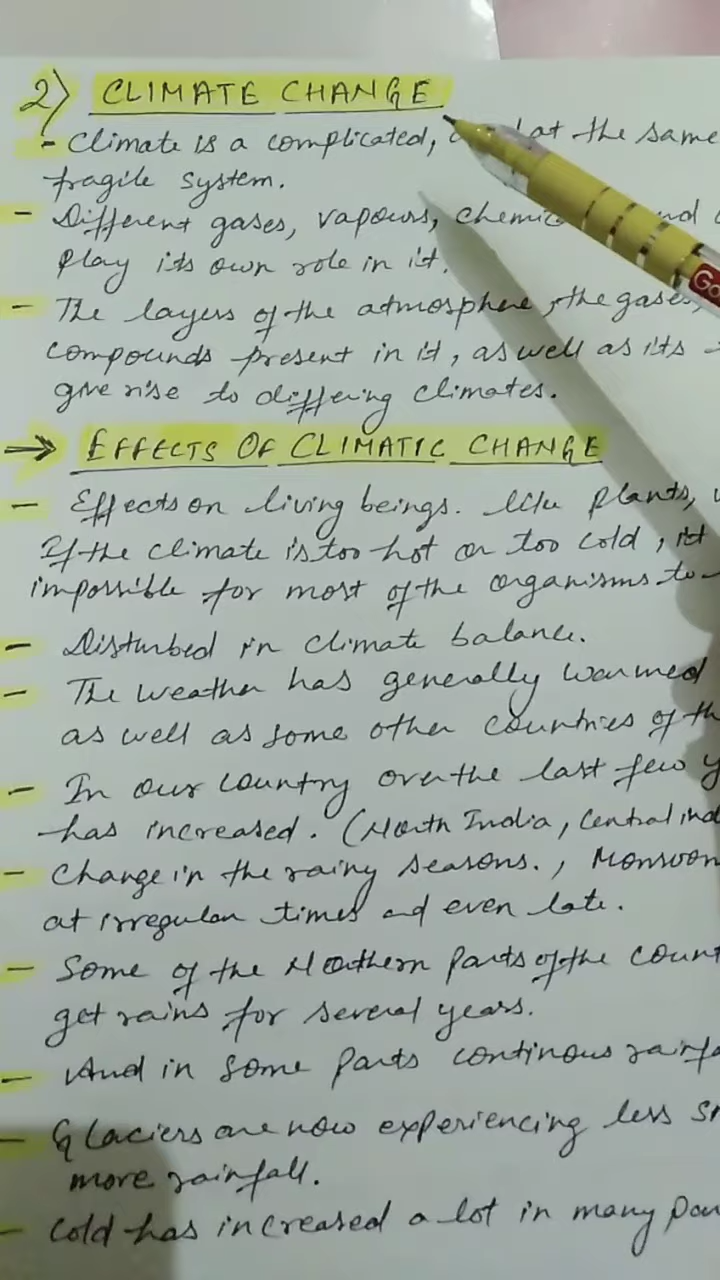 2) CLIMATE CHANGE
- Climate is a complicated, at the same
fragile system.
- Different gases, vapours, chemic nd
play its own role in it.
- The layers of the atmosphere, the gases,
compounds present in it, as well as its
give rise to differing climates.
→ EFFECTS OF CLIMATIC CHANGE
- Effects on living beings. like plants,
If the climate is too hot or too cold, it
impossible for most of the organisms to
- Disturbed in climate balance.
- The weather has generally warmed
as well as some other countries of th
- In our country over the last few y
has increased. (North India, Central ind
- Change in the rainy seasons., Monsoon
at irregular times and even late.
- Some of the Northern parts of the count
get rains for several years.
- And in some parts continous rainfa
- Glaciers are now experiencing less sn
more rainfall.
- Cold has increased a lot in many par
Go